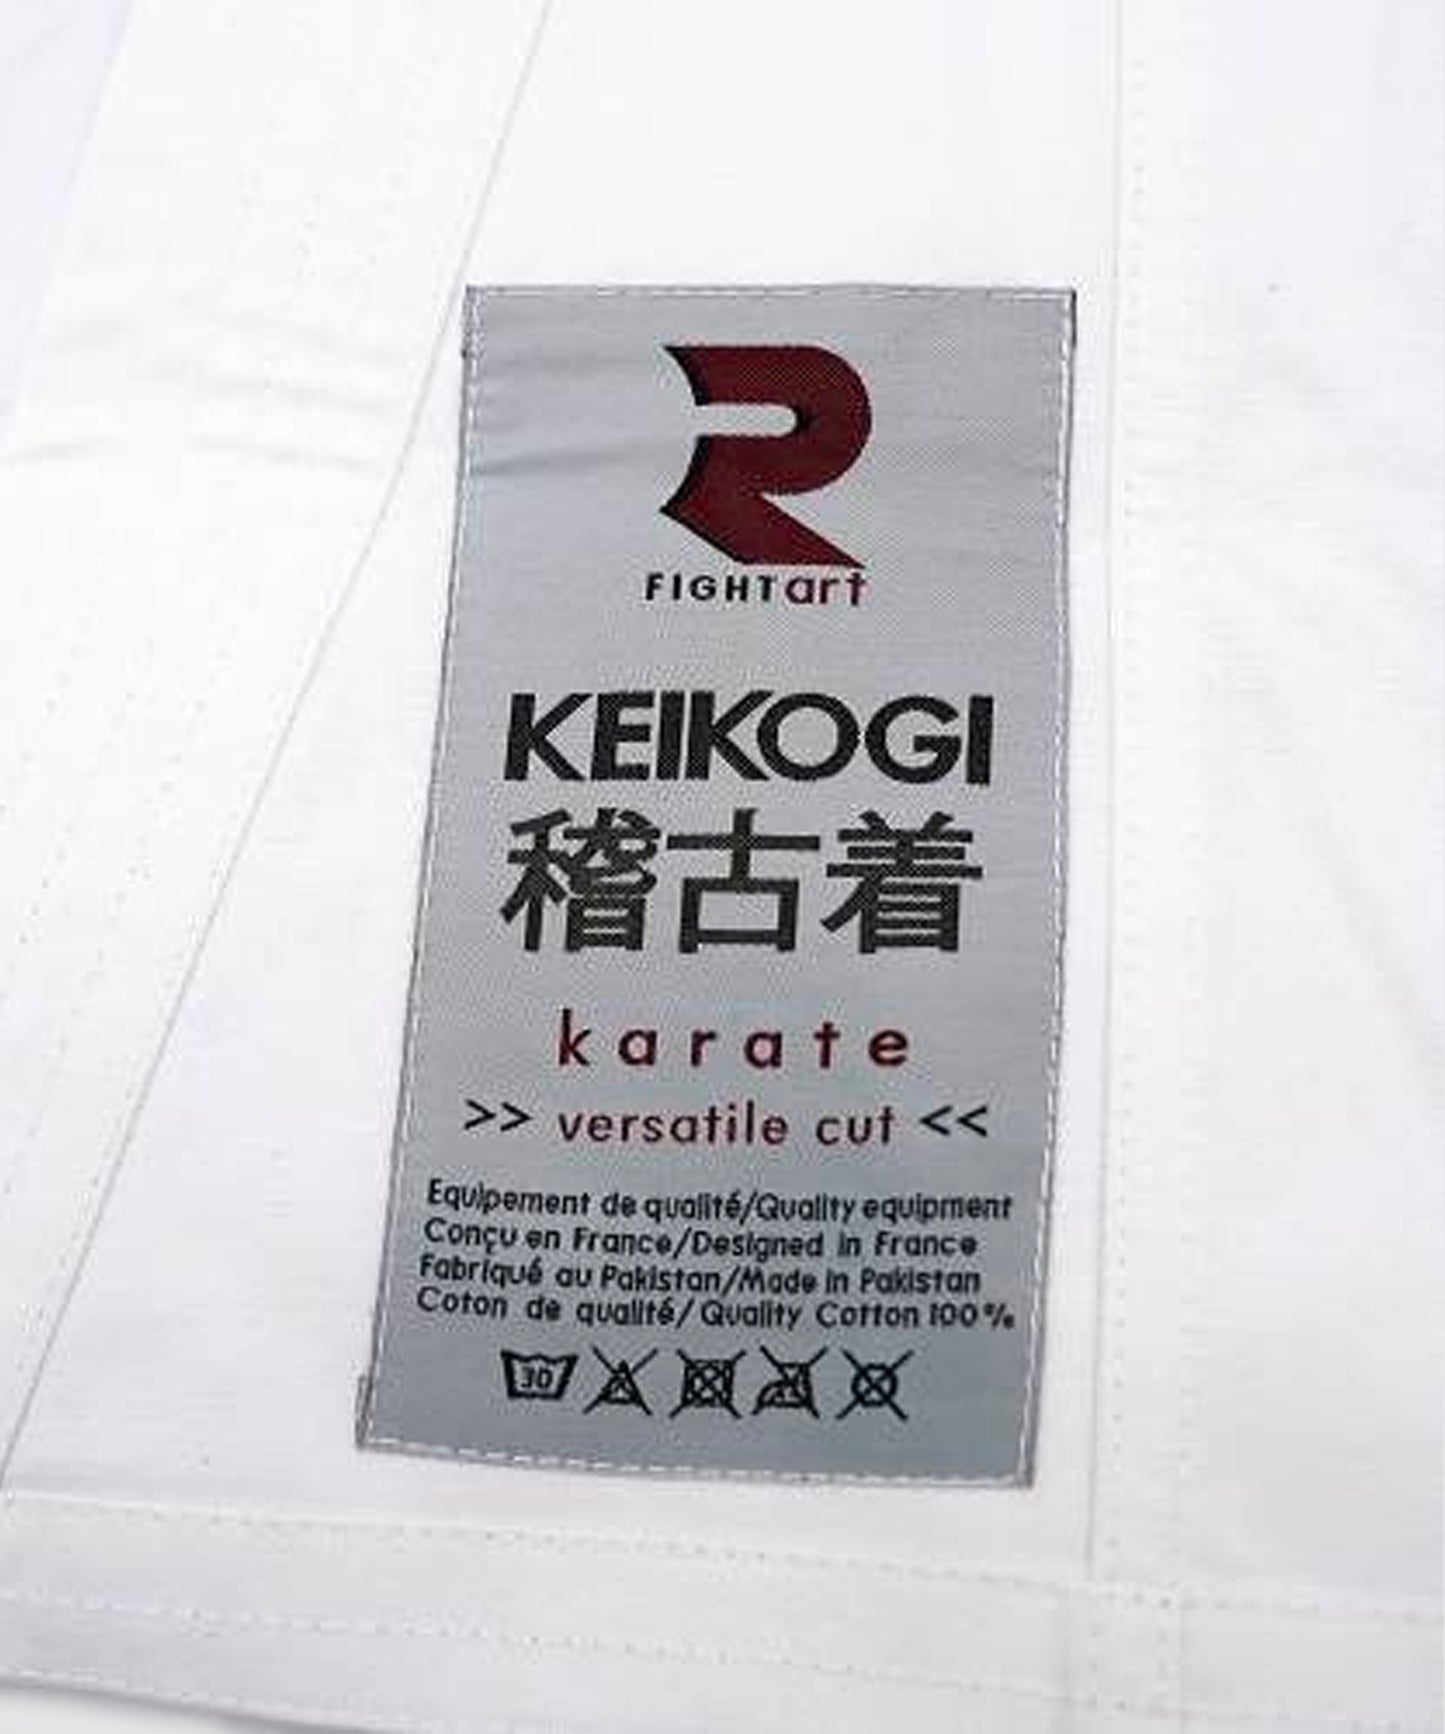 R
FIGHTart
KEIKOGI
稽古着
karate
>> versatile cut <<
Equipement de qualité/Quality equipment
Conçu en France/Designed in France
Fabriqué au Pakistan/Made in Pakistan
Coton de qualité/Quality Cotton 100%
30